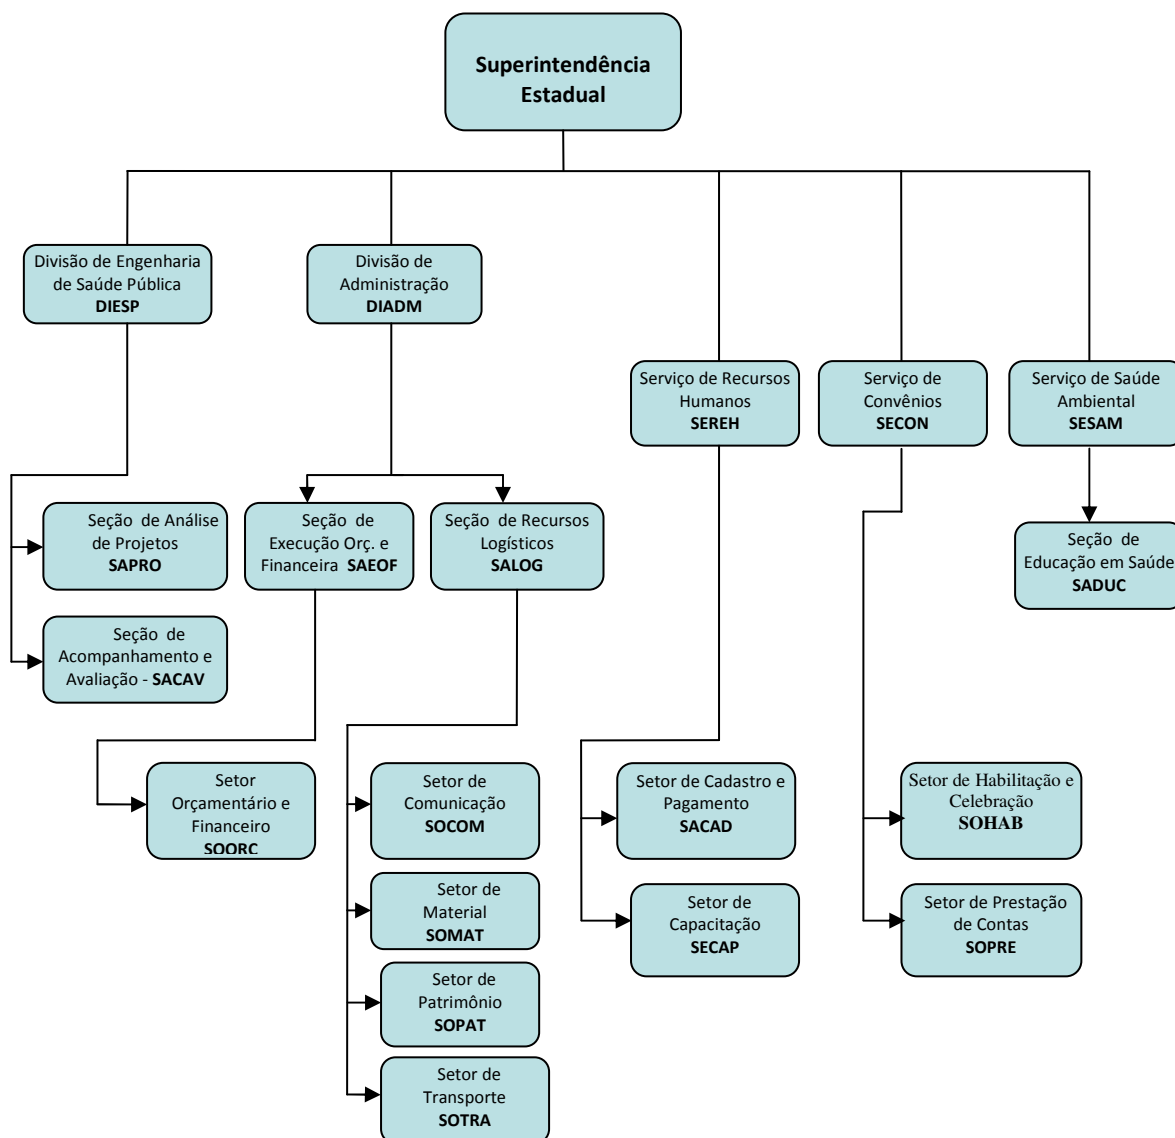 Superintendência
Estadual
Divisão de Engenharia
de Saúde Pública
DIESP
Divisão de
Administração
DIADM
Serviço de Recursos
Humanos
SEREH
Serviço de
Convênios
SECON
Serviço de Saúde
Ambiental
SESAM
Seção de Análise
de Projetos
SAPRO
Seção de
Execução Orç. e
Financeira SAEOF
Seção de Recursos
Logísticos
SALOG
Seção de
Educação em Saúde
SADUC
Seção de
Acompanhamento e
Avaliação - SACAV
Setor
Orçamentário e
Financeiro
SOORC
Setor de
Comunicação
SOCOM
Setor de Cadastro e
Pagamento
SACAD
Setor de Habilitação e
Celebração
SOHAB
Setor de
Material
SOMAT
Setor de
Capacitação
SECAP
Setor de Prestação
de Contas
SOPRE
Setor de
Patrimônio
SOPAT
Setor de
Transporte
SOTRA